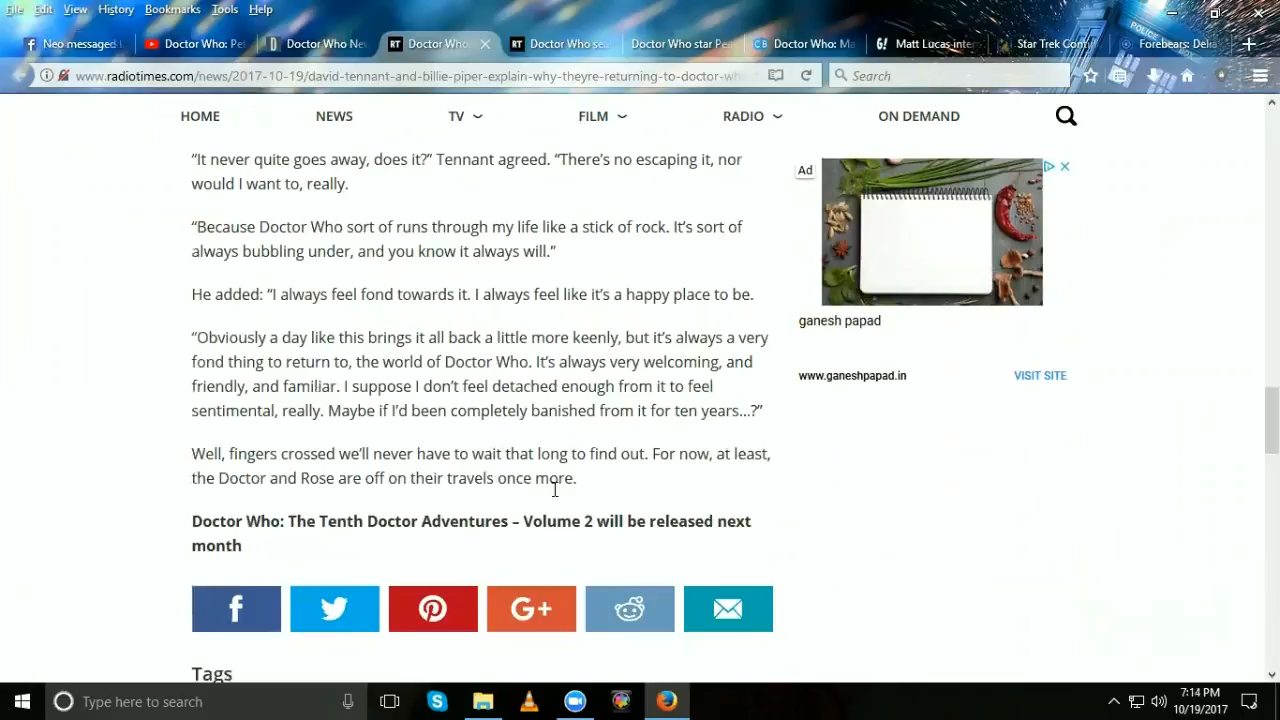 File Edit View History Bookmarks Tools Help
Neo messaged
Doctor Who: Pe
Doctor Who Ne
Doctor Who:
Doctor Who se
Doctor Who star Pe
Doctor Who: Ma
Matt Lucas inte
Star Trek Con
Forebears: Delia
POLICE
www.radiotimes.com/news/2017-10-19/david-tennant-and-billie-piper-explain-why-theyre-returning-to-doctor-wh
Search
HOME NEWS TV FILM RADIO ON DEMAND
“It never quite goes away, does it?” Tennant agreed. “There’s no escaping it, nor
would I want to, really.
“Because Doctor Who sort of runs through my life like a stick of rock. It’s sort of
always bubbling under, and you know it always will.”
He added: “I always feel fond towards it. I always feel like it’s a happy place to be.
“Obviously a day like this brings it all back a little more keenly, but it’s always a very
fond thing to return to, the world of Doctor Who. It’s always very welcoming, and
friendly, and familiar. I suppose I don’t feel detached enough from it to feel
sentimental, really. Maybe if I’d been completely banished from it for ten years...?”
Well, fingers crossed we’ll never have to wait that long to find out. For now, at least,
the Doctor and Rose are off on their travels once more.
Doctor Who: The Tenth Doctor Adventures – Volume 2 will be released next
month
Ad
ganesh papad
www.ganeshpapad.in VISIT SITE
G+
Tags
Type here to search
7:14 PM
10/19/2017